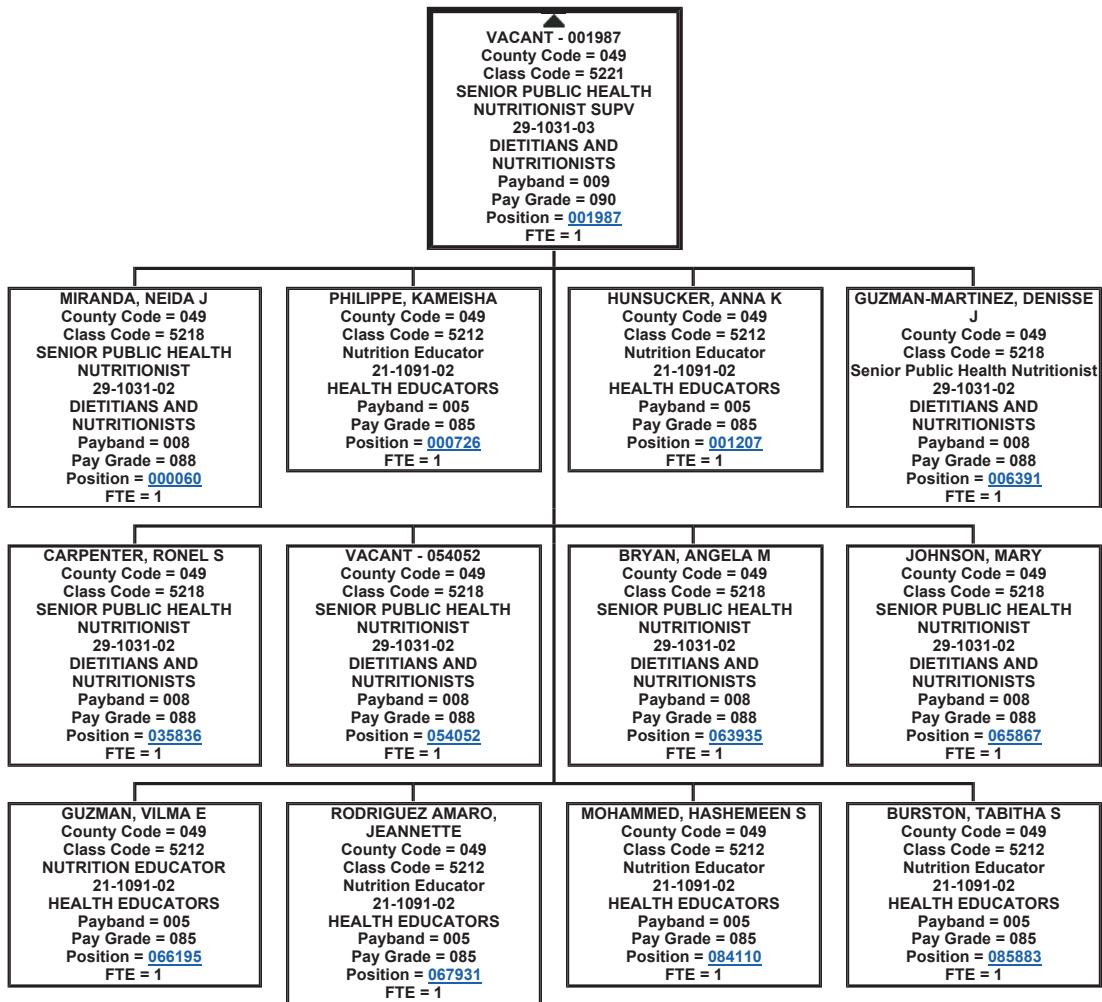 VACANT - 001987
County Code = 049
Class Code = 5221
SENIOR PUBLIC HEALTH
NUTRITIONIST SUPV
29-1031-03
DIETITIANS AND
NUTRITIONISTS
Payband = 009
Pay Grade = 090
Position = 001987
FTE = 1
MIRANDA, NEIDA J
County Code = 049
Class Code = 5218
SENIOR PUBLIC HEALTH
NUTRITIONIST
29-1031-02
DIETITIANS AND
NUTRITIONISTS
Payband = 008
Pay Grade = 088
Position = 000060
FTE = 1
PHILIPPE, KAMEISHA
County Code = 049
Class Code = 5212
Nutrition Educator
21-1091-02
HEALTH EDUCATORS
Payband = 005
Pay Grade = 085
Position = 000726
FTE = 1
HUNSUCKER, ANNA K
County Code = 049
Class Code = 5212
Nutrition Educator
21-1091-02
HEALTH EDUCATORS
Payband = 005
Pay Grade = 085
Position = 001207
FTE = 1
GUZMAN-MARTINEZ, DENISSE
J
County Code = 049
Class Code = 5218
Senior Public Health Nutritionist
29-1031-02
DIETITIANS AND
NUTRITIONISTS
Payband = 008
Pay Grade = 088
Position = 006391
FTE = 1
CARPENTER, RONEL S
County Code = 049
Class Code = 5218
SENIOR PUBLIC HEALTH
NUTRITIONIST
29-1031-02
DIETITIANS AND
NUTRITIONISTS
Payband = 008
Pay Grade = 088
Position = 035836
FTE = 1
VACANT - 054052
County Code = 049
Class Code = 5218
SENIOR PUBLIC HEALTH
NUTRITIONIST
29-1031-02
DIETITIANS AND
NUTRITIONISTS
Payband = 008
Pay Grade = 088
Position = 054052
FTE = 1
BRYAN, ANGELA M
County Code = 049
Class Code = 5218
SENIOR PUBLIC HEALTH
NUTRITIONIST
29-1031-02
DIETITIANS AND
NUTRITIONISTS
Payband = 008
Pay Grade = 088
Position = 063935
FTE = 1
JOHNSON, MARY
County Code = 049
Class Code = 5218
SENIOR PUBLIC HEALTH
NUTRITIONIST
29-1031-02
DIETITIANS AND
NUTRITIONISTS
Payband = 008
Pay Grade = 088
Position = 065867
FTE = 1
GUZMAN, VILMA E
County Code = 049
Class Code = 5212
NUTRITION EDUCATOR
21-1091-02
HEALTH EDUCATORS
Payband = 005
Pay Grade = 085
Position = 066195
FTE = 1
RODRIGUEZ AMARO,
JEANNETTE
County Code = 049
Class Code = 5212
Nutrition Educator
21-1091-02
HEALTH EDUCATORS
Payband = 005
Pay Grade = 085
Position = 067931
FTE = 1
MOHAMMED, HASHEMEEN S
County Code = 049
Class Code = 5212
Nutrition Educator
21-1091-02
HEALTH EDUCATORS
Payband = 005
Pay Grade = 085
Position = 084110
FTE = 1
BURSTON, TABITHA S
County Code = 049
Class Code = 5212
Nutrition Educator
21-1091-02
HEALTH EDUCATORS
Payband = 005
Pay Grade = 085
Position = 085883
FTE = 1